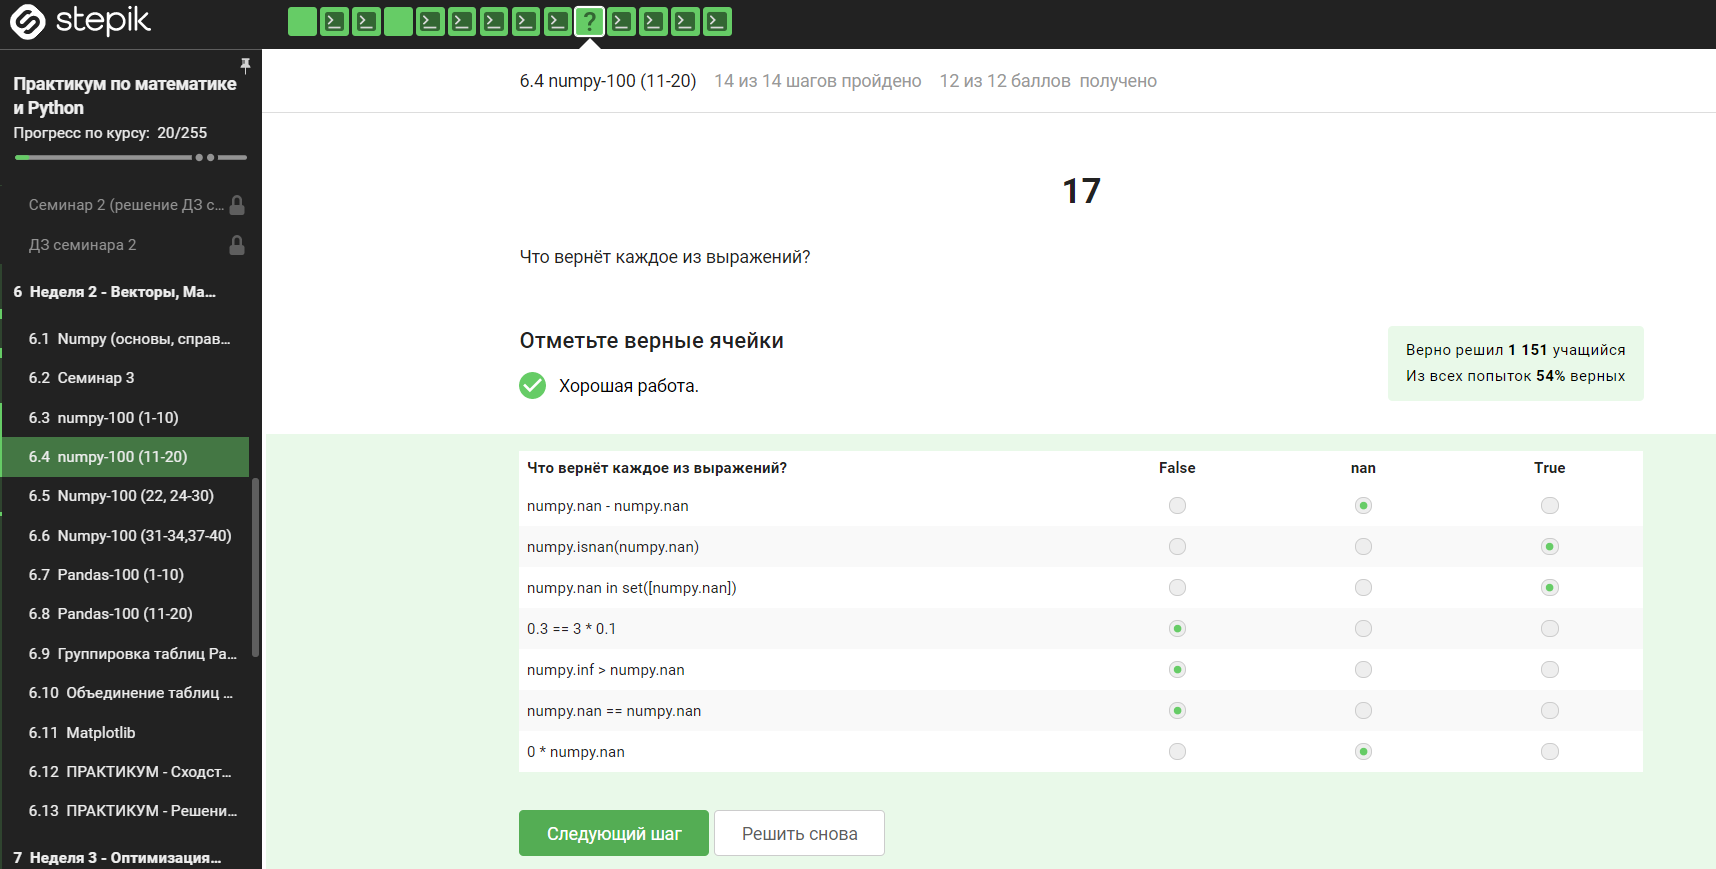 stepik
?
Практикум по математике
и Python
Прогресс по курсу: 20/255
Семинар 2 (решение ДЗ с...
ДЗ семинара 2
6 Неделя 2 - Векторы, Ма...
6.1 Numpy (основы, справ...
6.2 Семинар 3
6.3 numpy-100 (1-10)
6.4 numpy-100 (11-20)
6.5 Numpy-100 (22, 24-30)
6.6 Numpy-100 (31-34,37-40)
6.7 Pandas-100 (1-10)
6.8 Pandas-100 (11-20)
6.9 Группировка таблиц Pa...
6.10 Объединение таблиц ...
6.11 Matplotlib
6.12 ПРАКТИКУМ - Сходст...
6.13 ПРАКТИКУМ - Решени...
7 Неделя 3 - Оптимизация...
6.4 numpy-100 (11-20) 14 из 14 шагов пройдено 12 из 12 баллов получено
17
Что вернёт каждое из выражений?
Отметьте верные ячейки
Хорошая работа.
Верно решил 1 151 учащийся
Из всех попыток 54% верных
Что вернёт каждое из выражений? False nan True
numpy.nan - numpy.nan
numpy.isnan(numpy.nan)
numpy.nan in set([numpy.nan])
0.3 == 3 * 0.1
numpy.inf > numpy.nan
numpy.nan == numpy.nan
0 * numpy.nan
Следующий шаг Решить снова